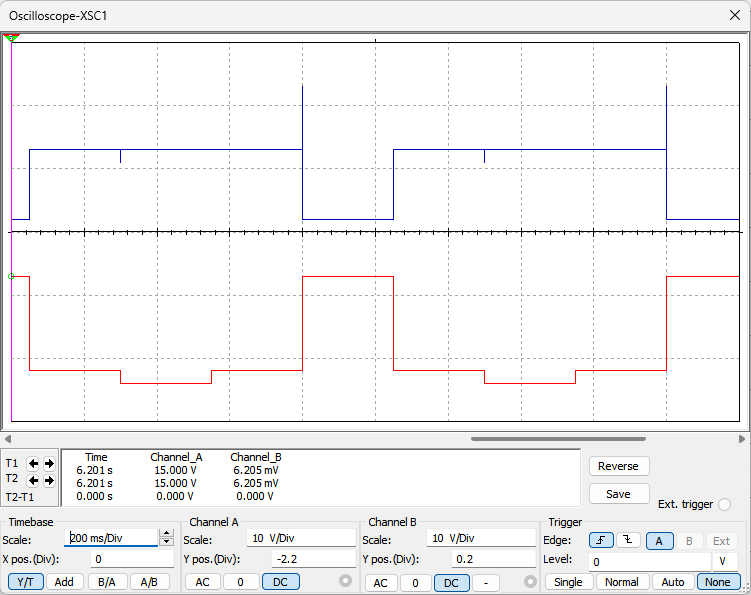 Oscilloscope-XSC1
T1
T2
T2-T1
Time Channel_A Channel_B
6.201 s 15.000 V 6.205 mV
6.201 s 15.000 V 6.205 mV
0.000 s 0.000 V 0.000 V
Reverse
Save
Ext. trigger
Timebase
Scale: 200 ms/Div
X pos.(Div): 0
Y/T Add B/A A/B
Channel A
Scale: 10 V/Div
Y pos.(Div): -2.2
AC 0 DC
Channel B
Scale: 10 V/Div
Y pos.(Div): 0.2
AC 0 DC -
Trigger
Edge: A B Ext
Level: 0 V
Single Normal Auto None